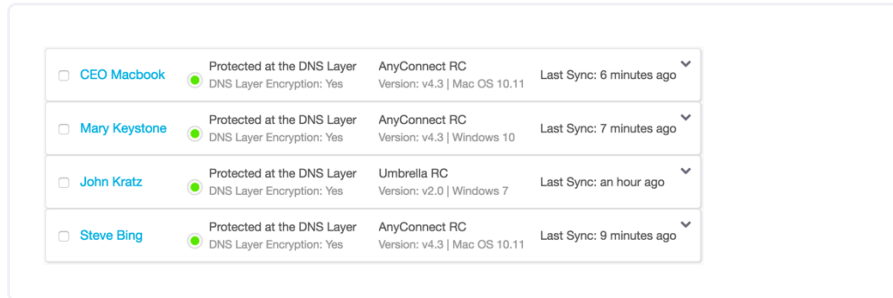 CEO Macbook
Protected at the DNS Layer
DNS Layer Encryption: Yes
AnyConnect RC
Version: v4.3 | Mac OS 10.11
Last Sync: 6 minutes ago
Mary Keystone
Protected at the DNS Layer
DNS Layer Encryption: Yes
AnyConnect RC
Version: v4.3 | Windows 10
Last Sync: 7 minutes ago
John Kratz
Protected at the DNS Layer
DNS Layer Encryption: Yes
Umbrella RC
Version: v2.0 | Windows 7
Last Sync: an hour ago
Steve Bing
Protected at the DNS Layer
DNS Layer Encryption: Yes
AnyConnect RC
Version: v4.3 | Mac OS 10.11
Last Sync: 9 minutes ago